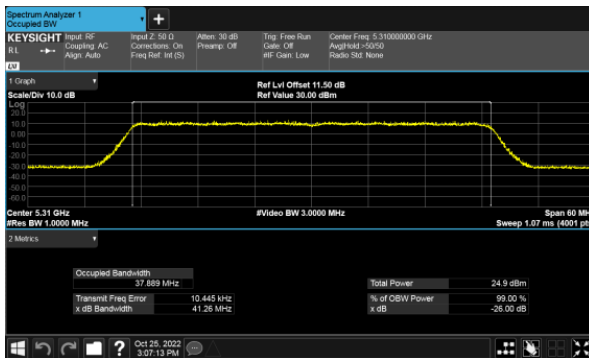 Spectrum Analyzer 1
Occupied BW
+
KEYSIGHT Input: RF Input Z: 50 Ω Atten: 30 dB Trig: Free Run Center Freq: 5.310000000 GHz
R L Coupling: AC Corrections: On Preamp: Off Gate: Off Avg|Hold:>50/50
Align: Auto Freq Ref: Int (S) #IF Gain: Low Radio Std: None
LXI
1 Graph
Ref Lvl Offset 11.50 dB
Scale/Div 10.0 dB Ref Value 30.00 dBm
Log
20.0
10.0
0.00
-10.0
-20.0
-30.0
-40.0
-50.0
-60.0
Center 5.31 GHz #Video BW 3.0000 MHz Span 60 MH
#Res BW 1.0000 MHz Sweep 1.07 ms (4001 pt
2 Metrics
Occupied Bandwidth
37.889 MHz Total Power 24.9 dBm
Transmit Freq Error 10.445 kHz % of OBW Power 99.00 %
x dB Bandwidth 41.26 MHz x dB -26.00 dB
? Oct 25, 2022
3:07:13 PM